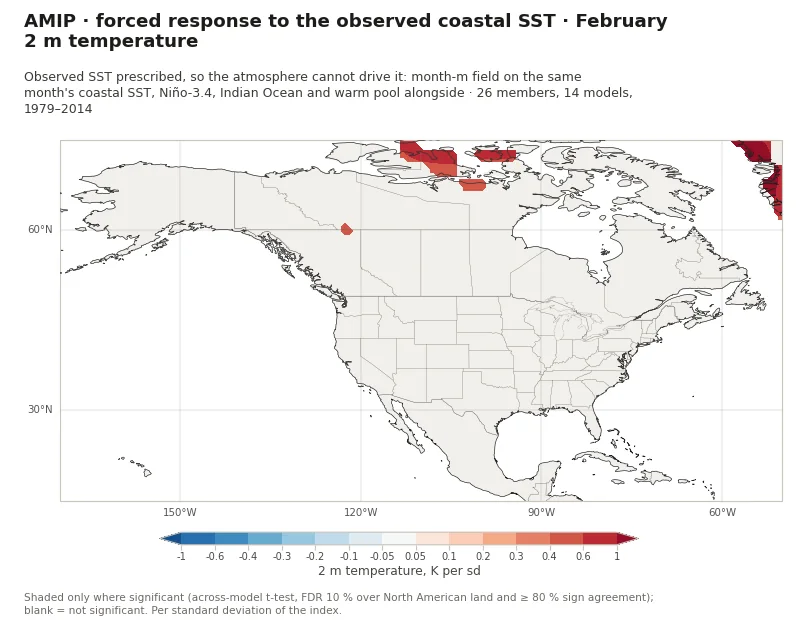 AMIP · forced response to the observed coastal SST · February
2 m temperature
Observed SST prescribed, so the atmosphere cannot drive it: month-m field on the same
month's coastal SST, Niño-3.4, Indian Ocean and warm pool alongside · 26 members, 14 models,
1979–2014
60°N
30°N
150°W 120°W 90°W 60°W
-1 -0.6 -0.4 -0.3 -0.2 -0.1 -0.05 0.05 0.1 0.2 0.3 0.4 0.6 1
2 m temperature, K per sd
Shaded only where significant (across-model t-test, FDR 10 % over North American land and ≥ 80 % sign agreement);
blank = not significant. Per standard deviation of the index.